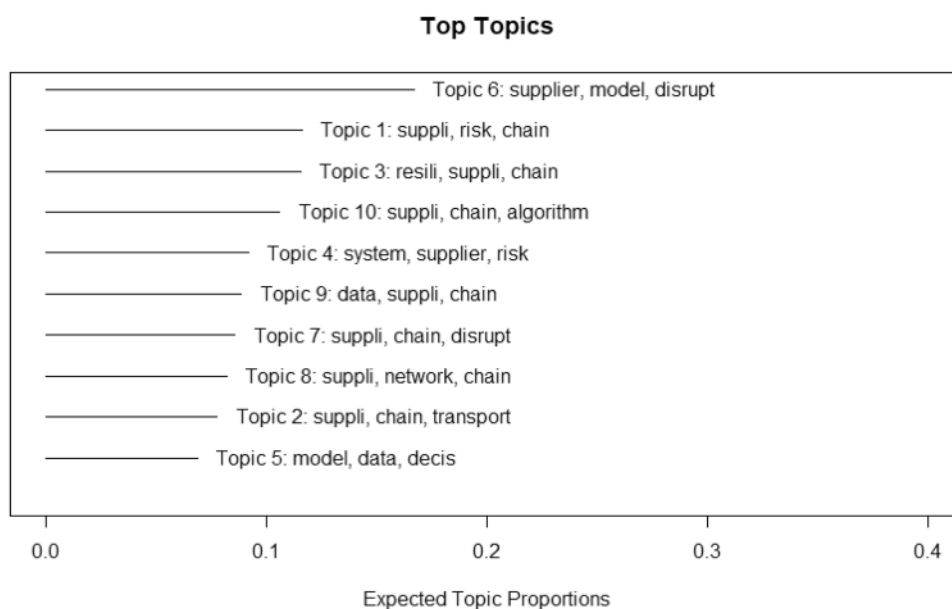 Top Topics
Topic 6: supplier, model, disrupt
Topic 1: suppli, risk, chain
Topic 3: resili, suppli, chain
Topic 10: suppli, chain, algorithm
Topic 4: system, supplier, risk
Topic 9: data, suppli, chain
Topic 7: suppli, chain, disrupt
Topic 8: suppli, network, chain
Topic 2: suppli, chain, transport
Topic 5: model, data, decis
0.0 0.1 0.2 0.3 0.4
Expected Topic Proportions